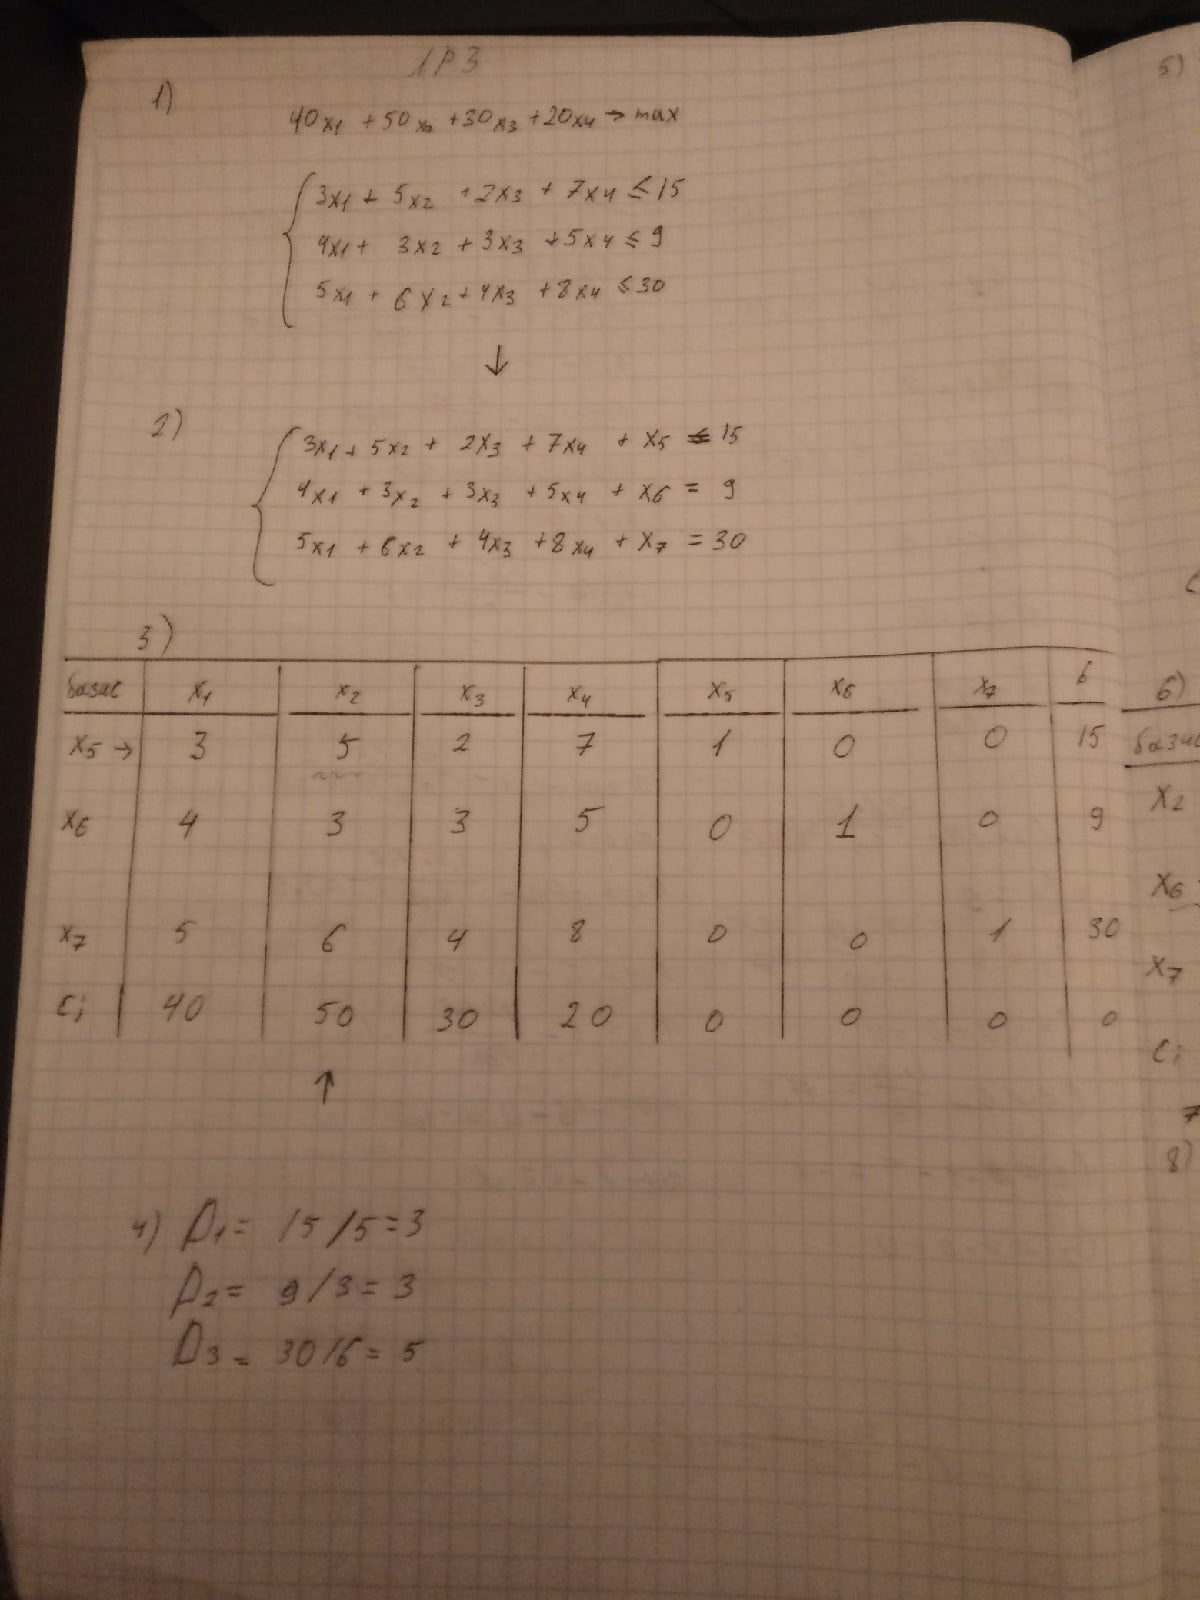 ЛР3
1)
40x1 + 50x2 + 30x3 + 20x4 → max
3x1 + 5x2 + 2x3 + 7x4 ≤ 15
4x1 + 3x2 + 3x3 + 5x4 ≤ 9
5x1 + 6x2 + 4x3 + 8x4 ≤ 30
↓
2)
3x1 + 5x2 + 2x3 + 7x4 + x5 = 15
4x1 + 3x2 + 3x3 + 5x4 + x6 = 9
5x1 + 6x2 + 4x3 + 8x4 + x7 = 30
3)
базис x1 x2 x3 x4 x5 x6 x7 б
x5 → 3 5 2 7 1 0 0 15
x6 4 3 3 5 0 1 0 9
x7 5 6 4 8 0 0 1 30
Ci 40 50 30 20 0 0 0 0
↑
4) D1 = 15/5 = 3
D2 = 9/3 = 3
D3 = 30/6 = 5
5)
6)
x2
x6
x7
Ci
8)